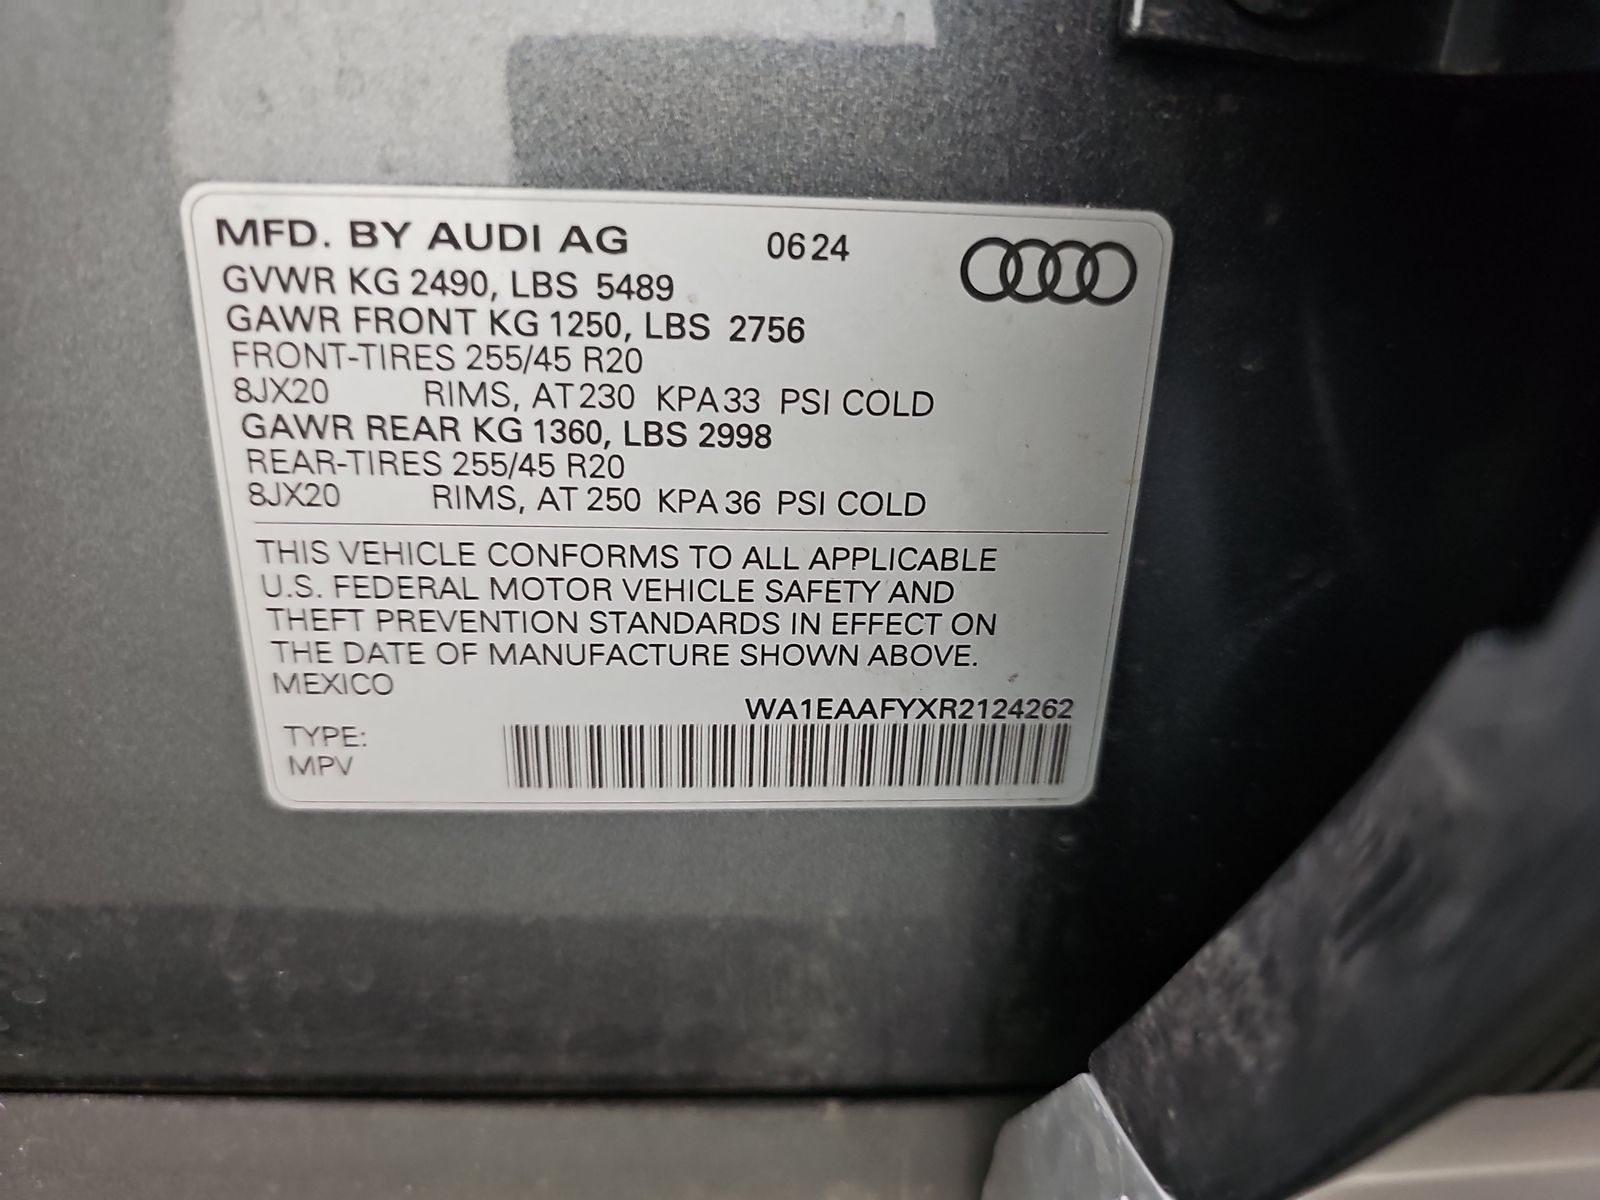 MFD. BY AUDI AG 0624
GVWR KG 2490, LBS 5489
GAWR FRONT KG 1250, LBS 2756
FRONT-TIRES 255/45 R20
8JX20 RIMS, AT 230 KPA 33 PSI COLD
GAWR REAR KG 1360, LBS 2998
REAR-TIRES 255/45 R20
8JX20 RIMS, AT 250 KPA 36 PSI COLD
THIS VEHICLE CONFORMS TO ALL APPLICABLE
U.S. FEDERAL MOTOR VEHICLE SAFETY AND
THEFT PREVENTION STANDARDS IN EFFECT ON
THE DATE OF MANUFACTURE SHOWN ABOVE.
MEXICO
WA1EAAFYXR2124262
TYPE:
MPV